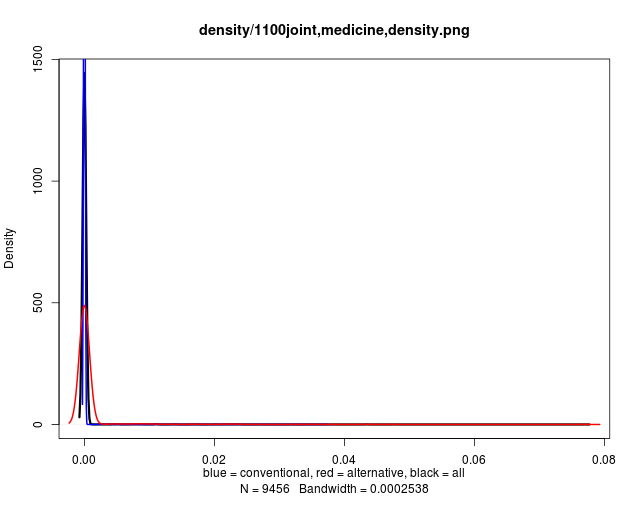 density/1100joint,medicine,density.png
1500
1000
500
0
Density
0.00 0.02 0.04 0.06 0.08
blue = conventional, red = alternative, black = all
N = 9456 Bandwidth = 0.0002538